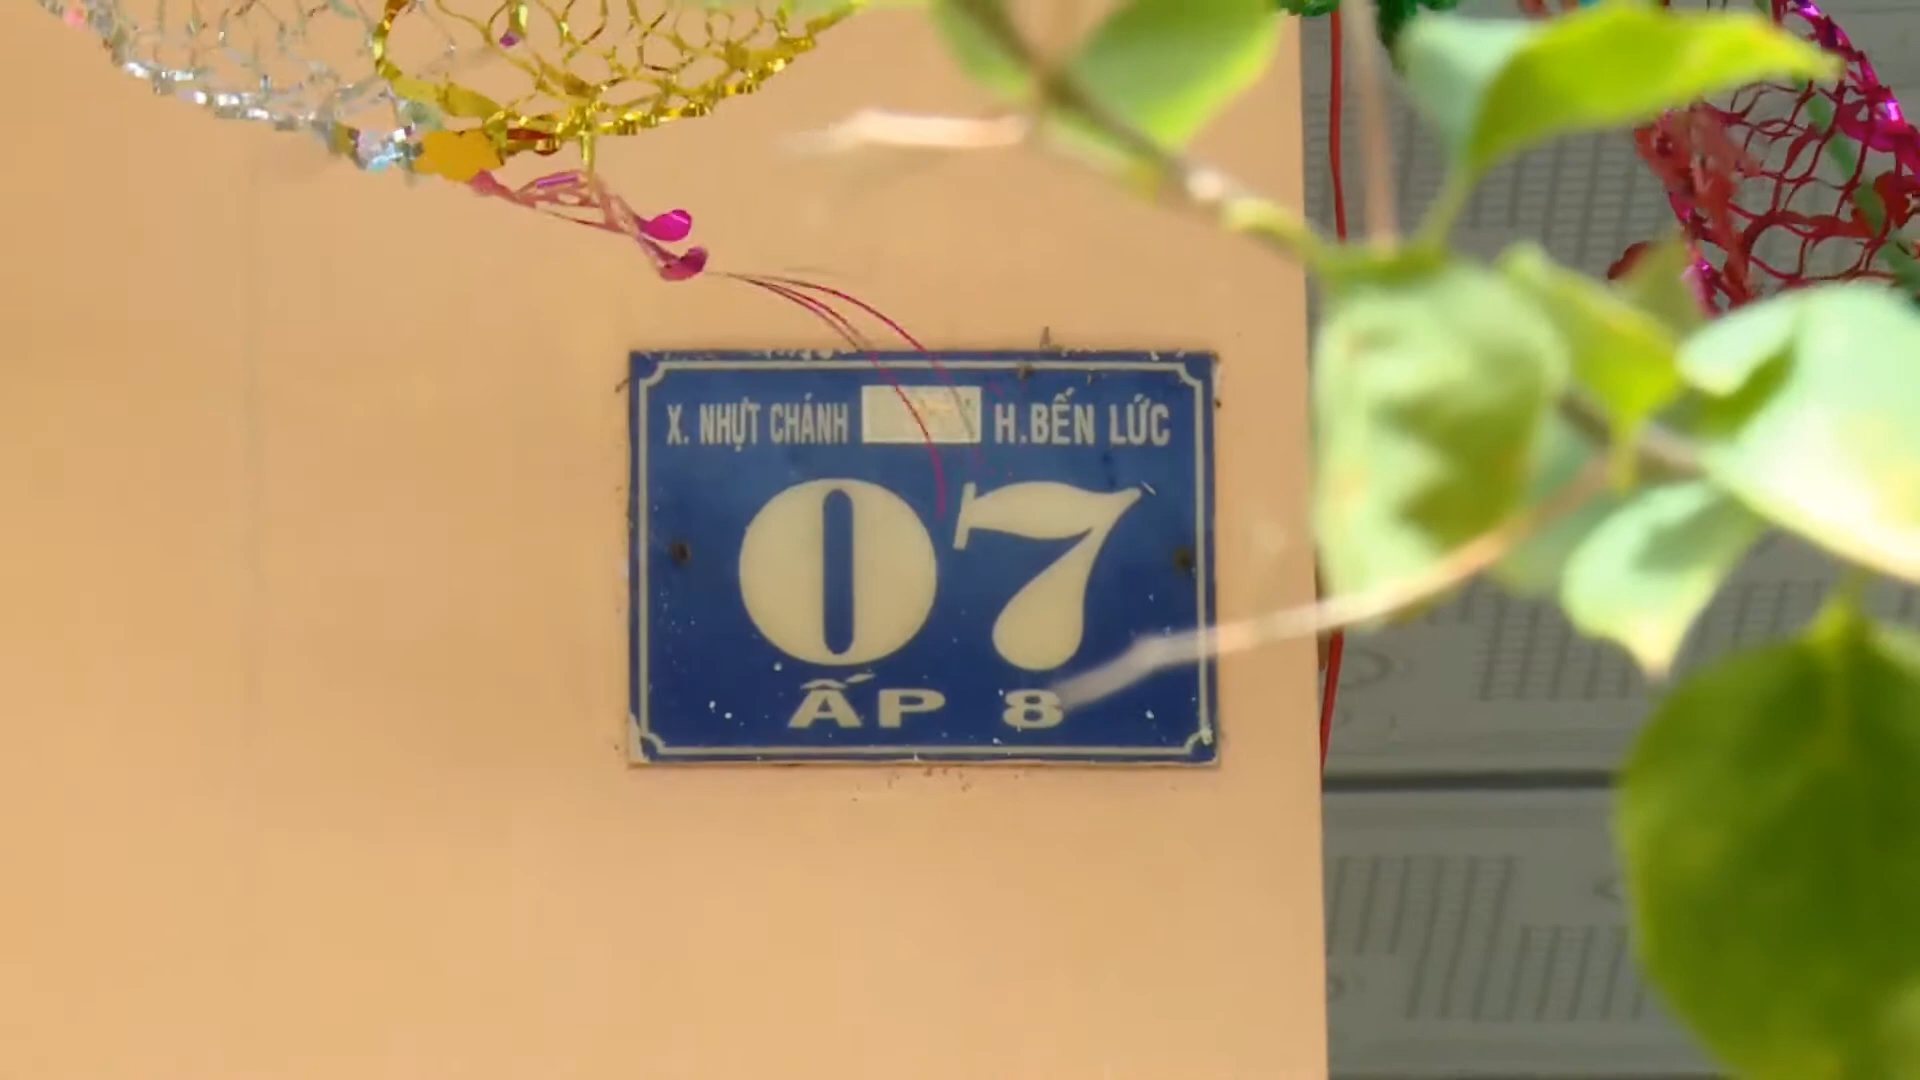 X. NHỰT CHÁNH H.BẾN LỨC
07
ẤP 8